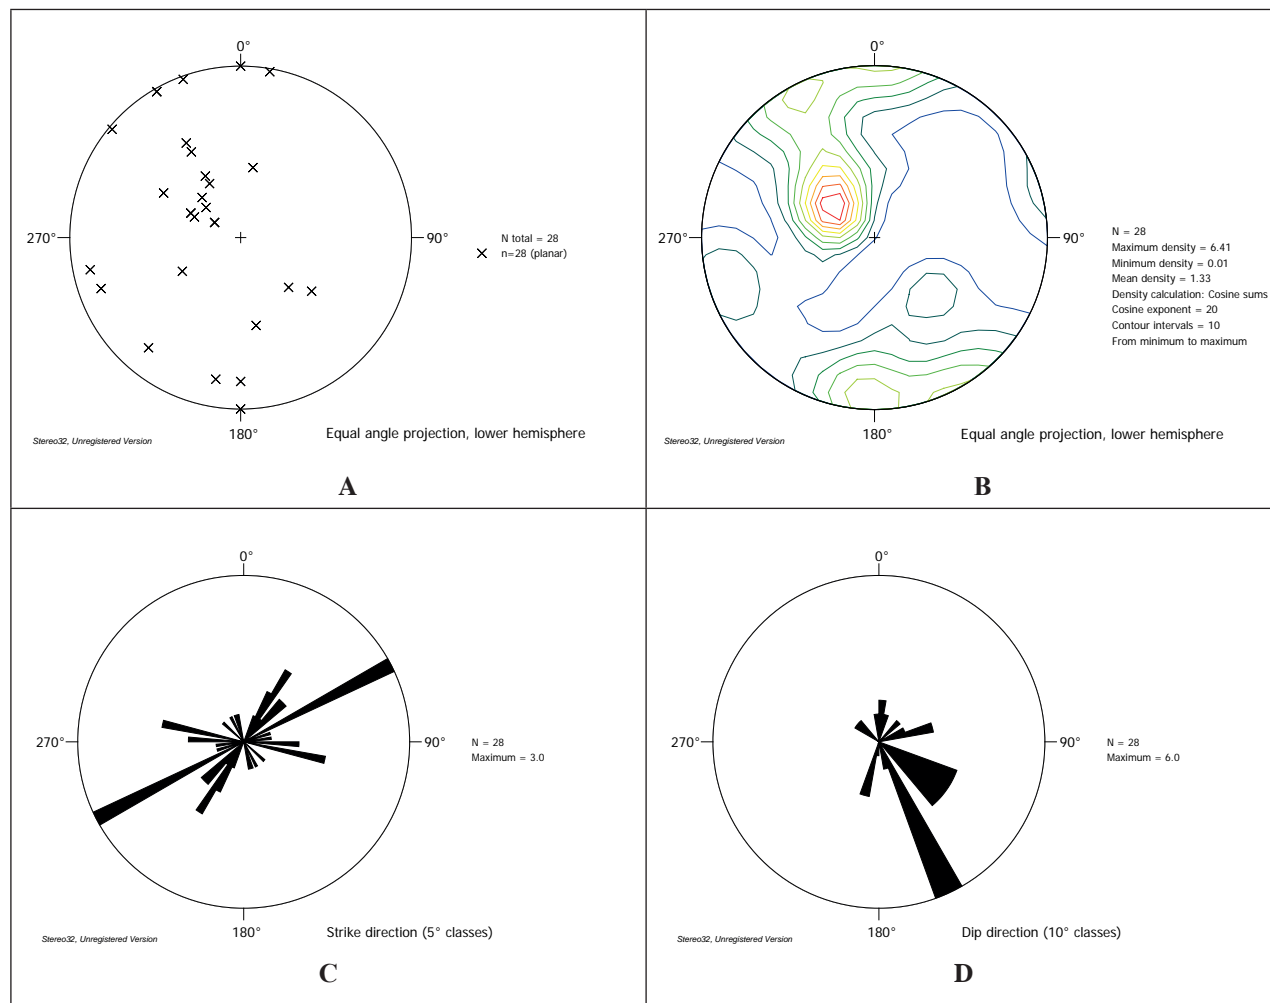 0°
270°
90°
N total = 28
n=28 (planar)
180°
Equal angle projection, lower hemisphere
Stereo32, Unregistered Version
A
0°
270°
90°
N = 28
Maximum density = 6.41
Minimum density = 0.01
Mean density = 1.33
Density calculation: Cosine sums
Cosine exponent = 20
Contour intervals = 10
From minimum to maximum
180°
Equal angle projection, lower hemisphere
Stereo32, Unregistered Version
B
0°
270°
90°
N = 28
Maximum = 3.0
180°
Strike direction (5° classes)
Stereo32, Unregistered Version
C
0°
270°
90°
N = 28
Maximum = 6.0
180°
Dip direction (10° classes)
Stereo32, Unregistered Version
D